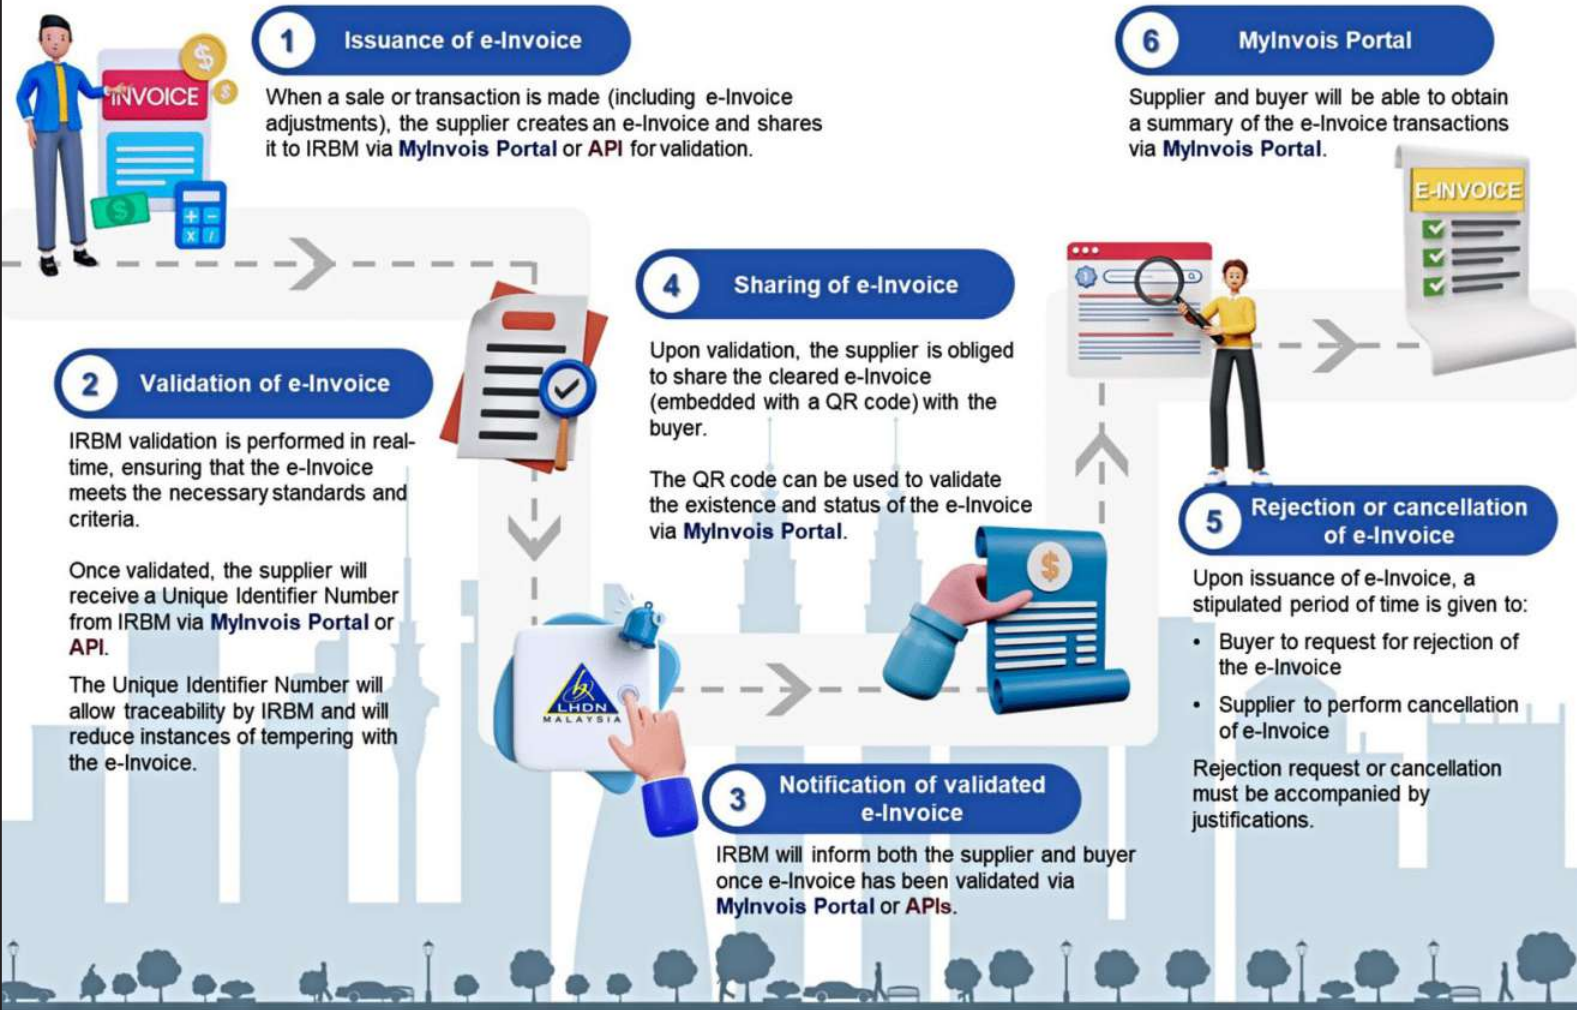 1
Issuance of e-Invoice
When a sale or transaction is made (including e-Invoice
adjustments), the supplier creates an e-Invoice and shares
it to IRBM via MyInvois Portal or API for validation.
INVOICE
$
$
$
+ −
x /
2
Validation of e-Invoice
IRBM validation is performed in real-
time, ensuring that the e-Invoice
meets the necessary standards and
criteria.
Once validated, the supplier will
receive a Unique Identifier Number
from IRBM via MyInvois Portal or
API.
The Unique Identifier Number will
allow traceability by IRBM and will
reduce instances of tempering with
the e-Invoice.
LHDN
MALAYSIA
3
Notification of validated
e-Invoice
IRBM will inform both the supplier and buyer
once e-Invoice has been validated via
MyInvois Portal or APIs.
4
Sharing of e-Invoice
Upon validation, the supplier is obliged
to share the cleared e-Invoice
(embedded with a QR code) with the
buyer.
The QR code can be used to validate
the existence and status of the e-Invoice
via MyInvois Portal.
$
5
Rejection or cancellation
of e-Invoice
Upon issuance of e-Invoice, a
stipulated period of time is given to:
• Buyer to request for rejection of
the e-Invoice
• Supplier to perform cancellation
of e-Invoice
Rejection request or cancellation
must be accompanied by
justifications.
6
MyInvois Portal
Supplier and buyer will be able to obtain
a summary of the e-Invoice transactions
via MyInvois Portal.
E-INVOICE